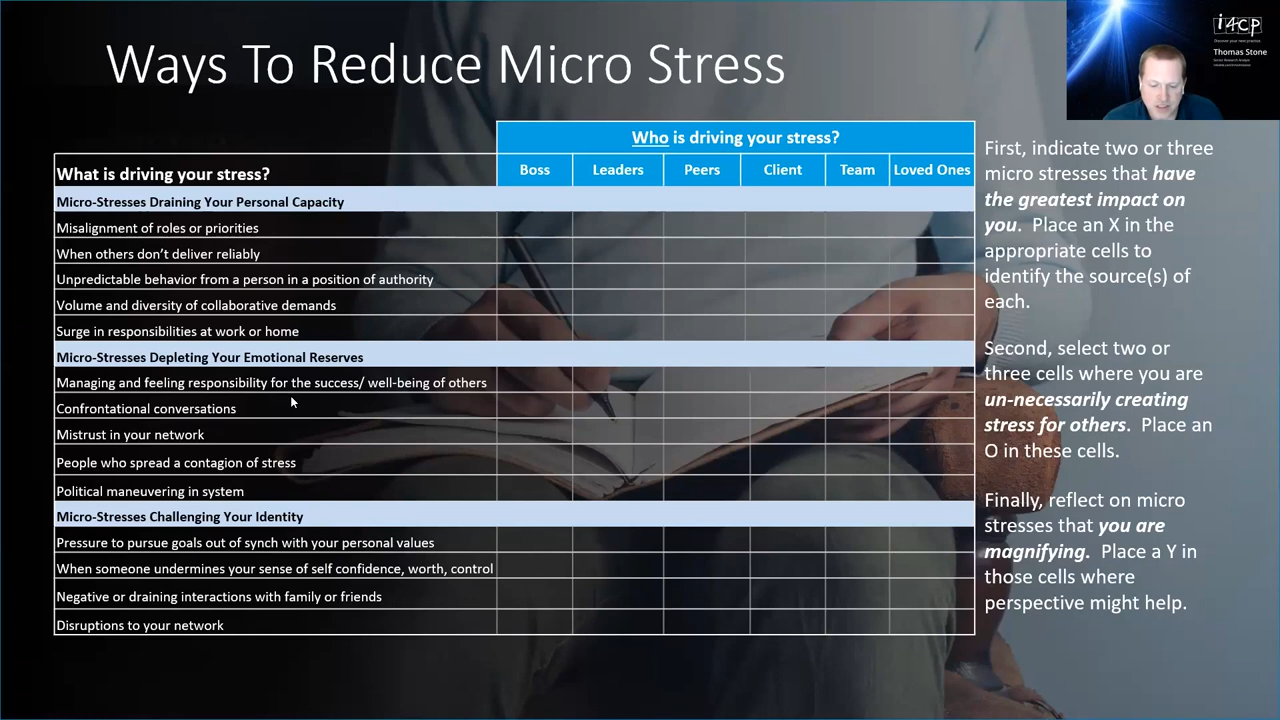 Ways To Reduce Micro Stress
i4cp
Thomas Stone
Who is driving your stress?
What is driving your stress?
Boss
Leaders
Peers
Client
Team
Loved Ones
Micro-Stresses Draining Your Personal Capacity
Misalignment of roles or priorities
When others don’t deliver reliably
Unpredictable behavior from a person in a position of authority
Volume and diversity of collaborative demands
Surge in responsibilities at work or home
Micro-Stresses Depleting Your Emotional Reserves
Managing and feeling responsibility for the success/ well-being of others
Confrontational conversations
Mistrust in your network
People who spread a contagion of stress
Political maneuvering in system
Micro-Stresses Challenging Your Identity
Pressure to pursue goals out of synch with your personal values
When someone undermines your sense of self confidence, worth, control
Negative or draining interactions with family or friends
Disruptions to your network
First, indicate two or three
micro stresses that have
the greatest impact on
you. Place an X in the
appropriate cells to
identify the source(s) of
each.
Second, select two or
three cells where you are
un-necessarily creating
stress for others. Place an
O in these cells.
Finally, reflect on micro
stresses that you are
magnifying. Place a Y in
those cells where
perspective might help.